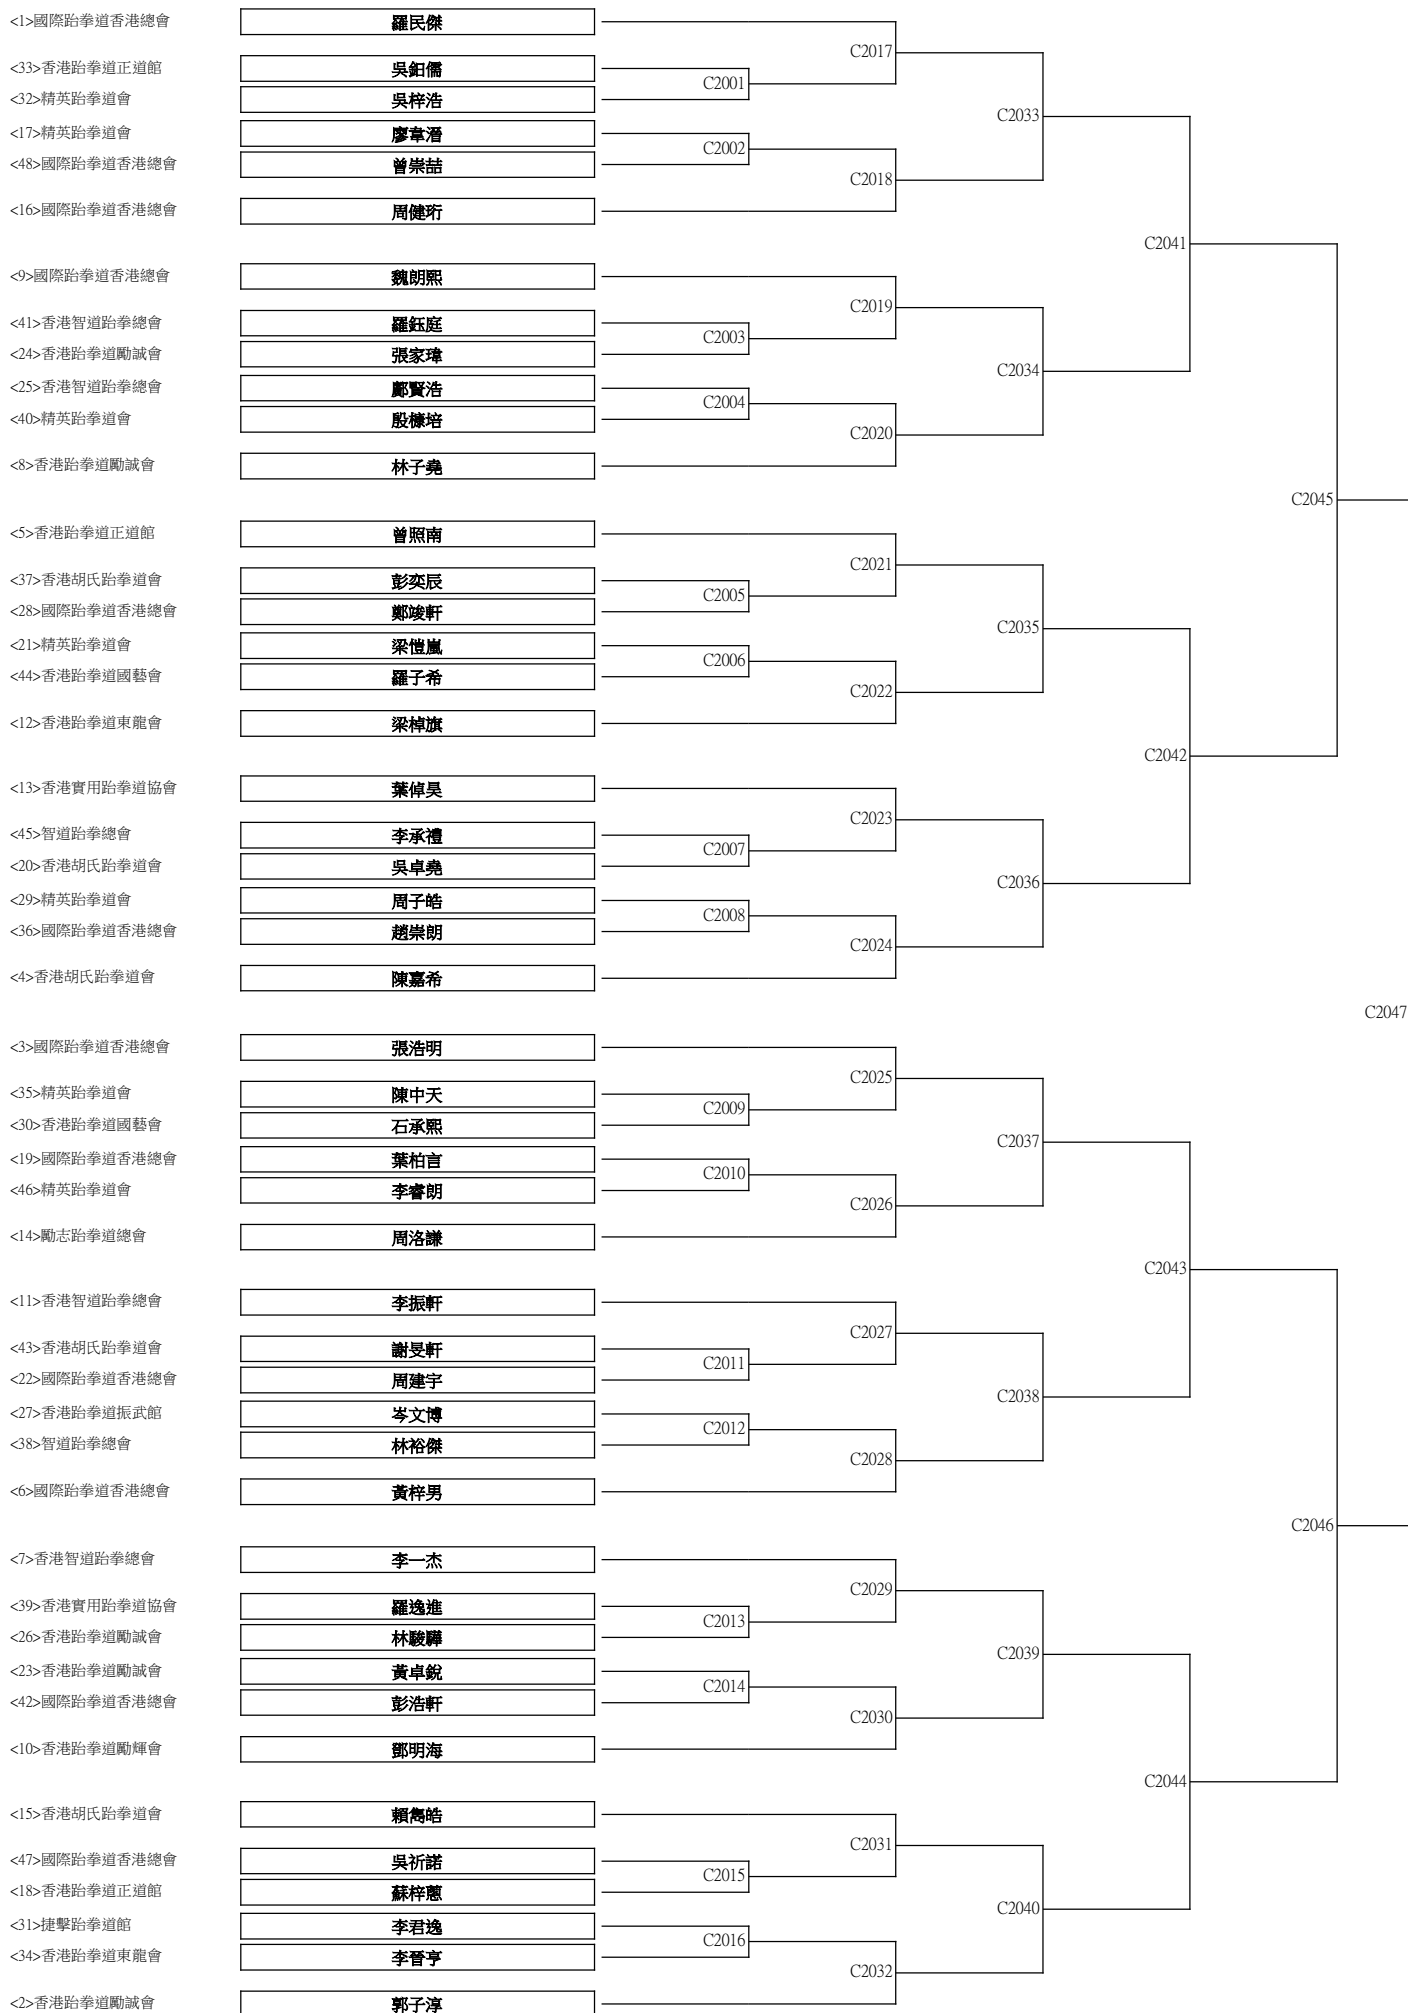 <1>國際跆拳道香港總會 羅民傑
C2017
<33>香港跆拳道正道館 吳鉑儒
C2001
<32>精英跆拳道會 吳梓浩
C2033
<17>精英跆拳道會 廖韋潛
C2002
<48>國際跆拳道香港總會 曾崇喆
C2018
<16>國際跆拳道香港總會 周健珩
C2041
<9>國際跆拳道香港總會 魏朗熙
C2019
<41>香港智道跆拳總會 羅鈺庭
C2003
<24>香港跆拳道勵誠會 張家瑋
C2034
<25>香港智道跆拳總會 鄺賢浩
C2004
<40>精英跆拳道會 殷槺培
C2020
<8>香港跆拳道勵誠會 林子堯
C2045
<5>香港跆拳道正道館 曾照南
C2021
<37>香港胡氏跆拳道會 彭奕辰
C2005
<28>國際跆拳道香港總會 鄭竣軒
C2035
<21>精英跆拳道會 梁愷嵐
C2006
<44>香港跆拳道國藝會 羅子希
C2022
<12>香港跆拳道東龍會 梁棹旗
C2042
<13>香港實用跆拳道協會 葉倬昊
C2023
<45>智道跆拳總會 李承禮
C2007
<20>香港胡氏跆拳道會 吳卓堯
C2036
<29>精英跆拳道會 周子皓
C2008
<36>國際跆拳道香港總會 趙崇朗
C2024
<4>香港胡氏跆拳道會 陳嘉希
C2047
<3>國際跆拳道香港總會 張浩明
C2025
<35>精英跆拳道會 陳中天
C2009
<30>香港跆拳道國藝會 石承熙
C2037
<19>國際跆拳道香港總會 葉柏言
C2010
<46>精英跆拳道會 李睿朗
C2026
<14>勵志跆拳道總會 周洛謙
C2043
<11>香港智道跆拳總會 李振軒
C2027
<43>香港胡氏跆拳道會 謝旻軒
C2011
<22>國際跆拳道香港總會 周建宇
C2038
<27>香港跆拳道振武館 岑文博
C2012
<38>智道跆拳總會 林裕傑
C2028
<6>國際跆拳道香港總會 黃梓男
C2046
<7>香港智道跆拳總會 李一杰
C2029
<39>香港實用跆拳道協會 羅逸進
C2013
<26>香港跆拳道勵誠會 林駿驊
C2039
<23>香港跆拳道勵誠會 黃卓銳
C2014
<42>國際跆拳道香港總會 彭浩軒
C2030
<10>香港跆拳道勵輝會 鄧明海
C2044
<15>香港胡氏跆拳道會 賴雋皓
C2031
<47>國際跆拳道香港總會 吳祈諾
C2015
<18>香港跆拳道正道館 蘇梓蔥
C2040
<31>捷擊跆拳道館 李君逸
C2016
<34>香港跆拳道東龍會 李晉亨
C2032
<2>香港跆拳道勵誠會 郭子淳